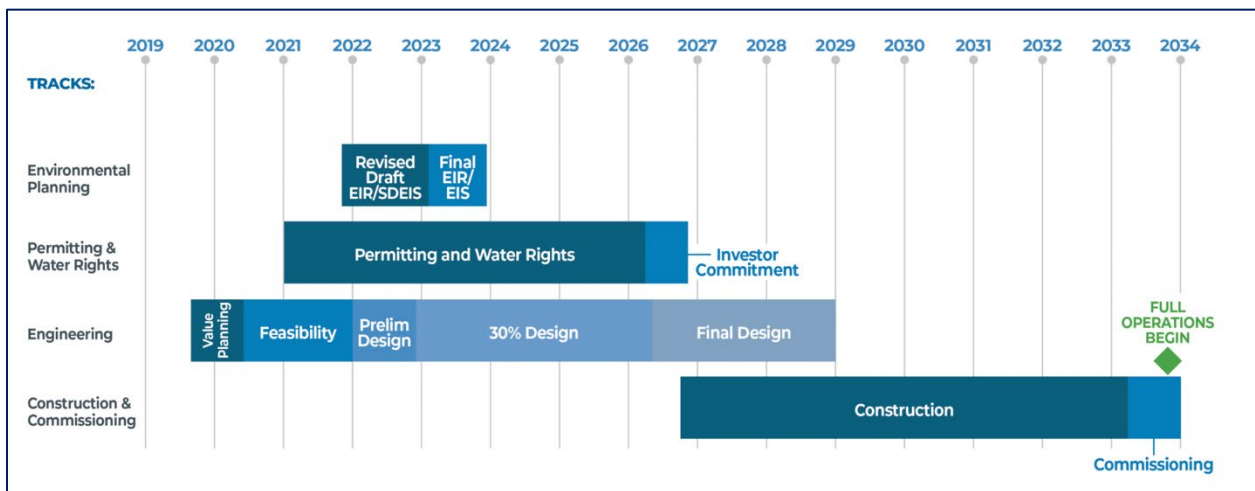 2019 2020 2021 2022 2023 2024 2025 2026 2027 2028 2029 2030 2031 2032 2033 2034
TRACKS:
Environmental
Planning
Revised
Draft
EIR/SDEIS
Final
EIR/
EIS
Permitting &
Water Rights
Permitting and Water Rights
Investor
Commitment
Engineering
Value
Planning
Feasibility
Prelim
Design
30% Design
Final Design
FULL
OPERATIONS
BEGIN
Construction &
Commissioning
Construction
Commissioning